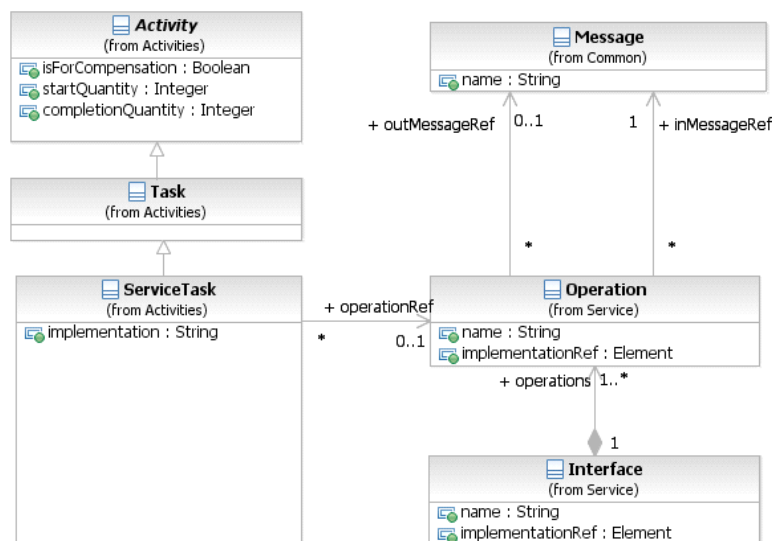 Activity
(from Activities)
isForCompensation : Boolean
startQuantity : Integer
completionQuantity : Integer
Message
(from Common)
name : String
+ outMessageRef
0..1
1
+ inMessageRef
Task
(from Activities)
*
*
ServiceTask
(from Activities)
implementation : String
+ operationRef
*
0..1
Operation
(from Service)
name : String
implementationRef : Element
+ operations
1..*
1
Interface
(from Service)
name : String
implementationRef : Element